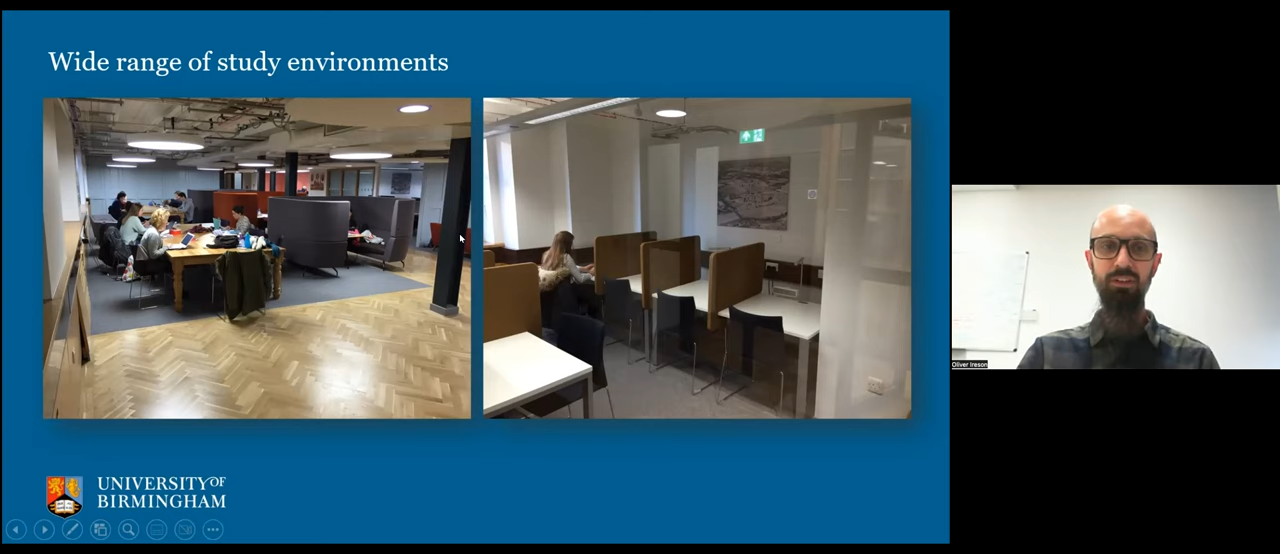 Wide range of study environments
UNIVERSITY OF
BIRMINGHAM
Oliver Ireson